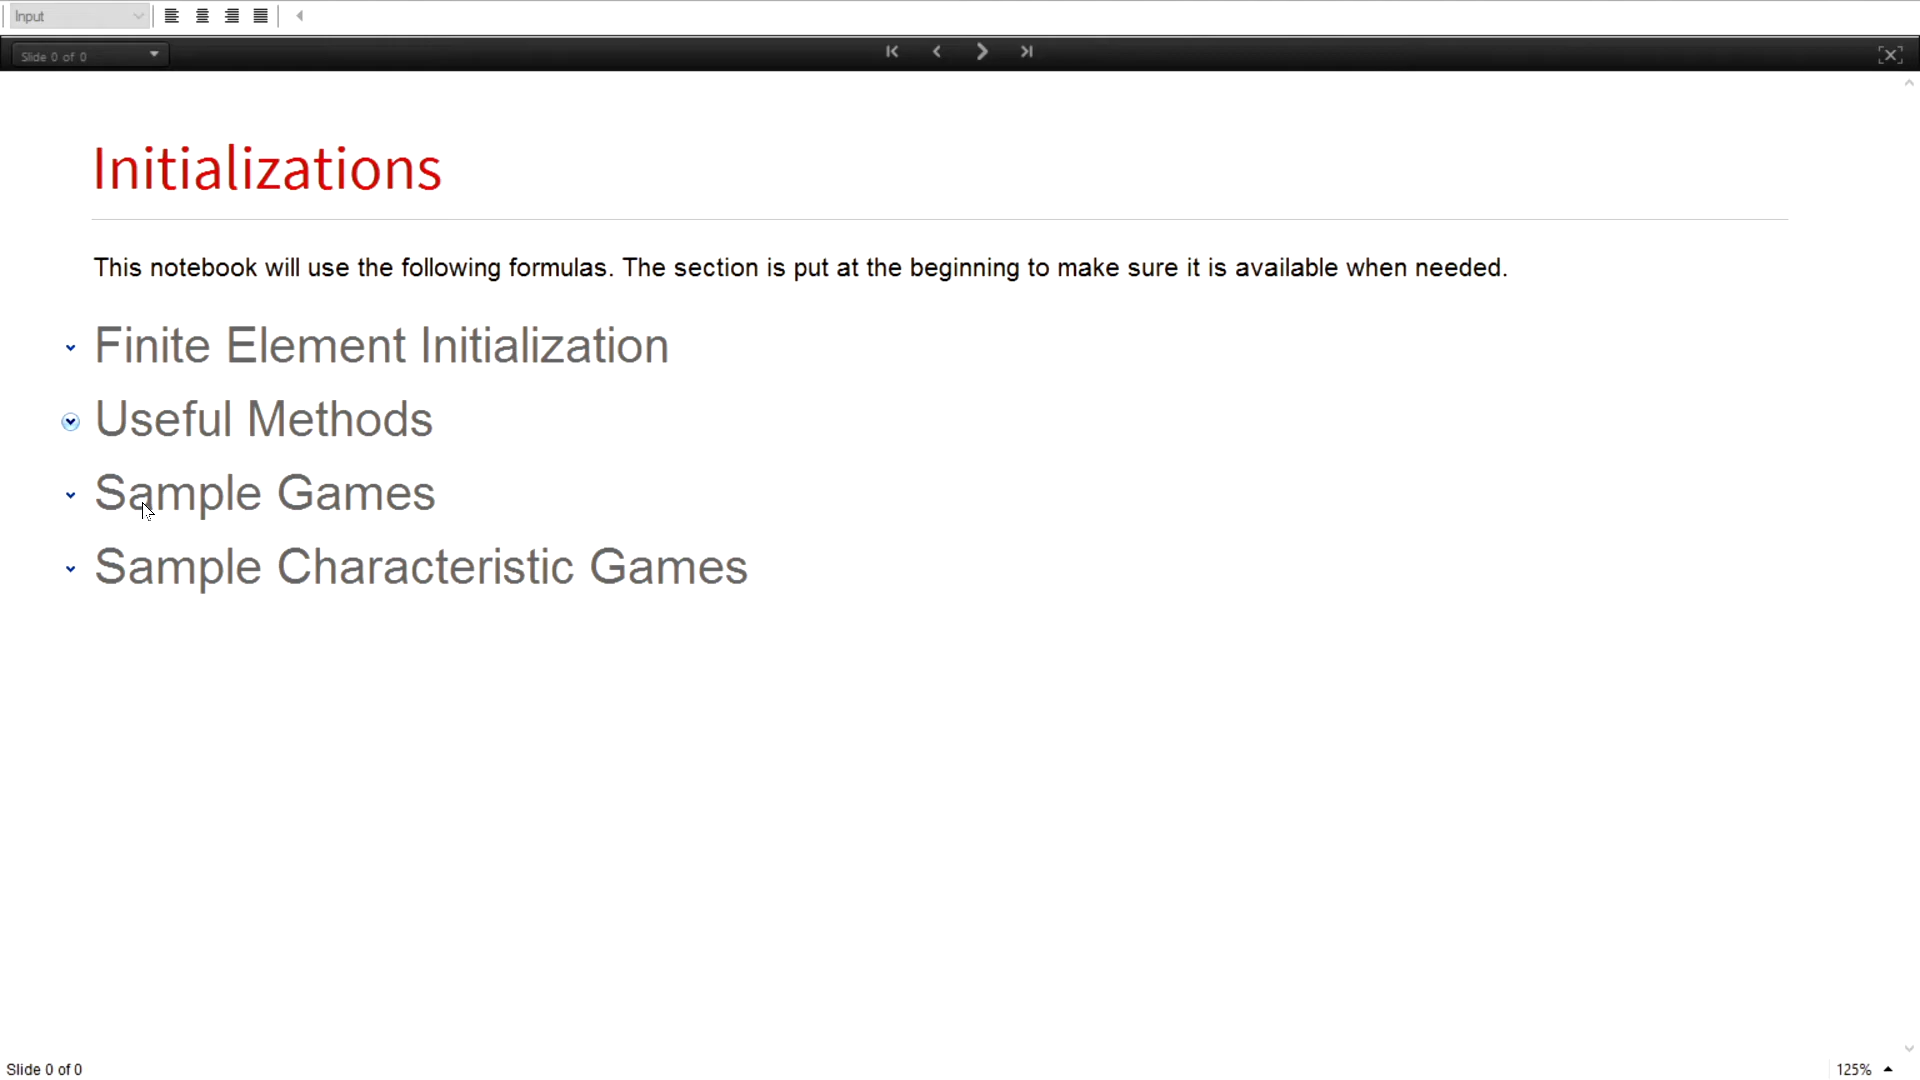 Input
Slide 0 of 0
Initializations
This notebook will use the following formulas. The section is put at the beginning to make sure it is available when needed.
Finite Element Initialization
Useful Methods
Sample Games
Sample Characteristic Games
Slide 0 of 0
125%